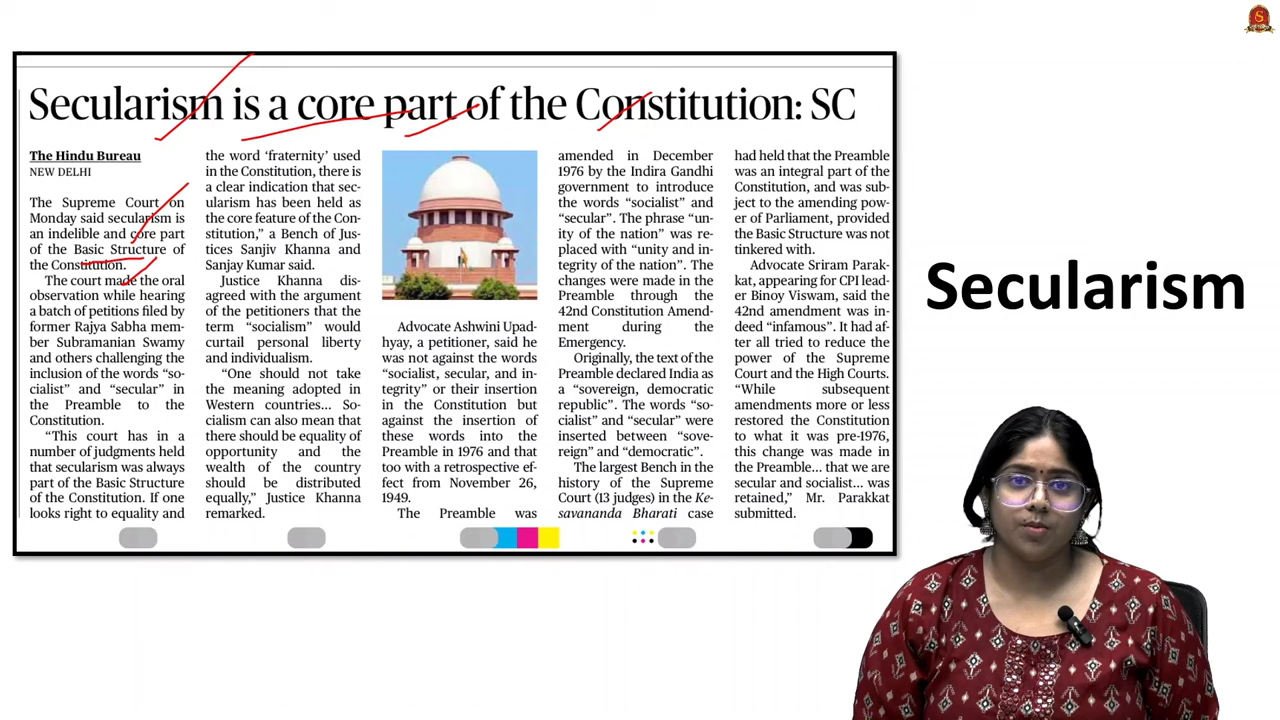 Secularism is a core part of the Constitution: SC
The Hindu Bureau
NEW DELHI
The Supreme Court on
Monday said secularism is
an indelible and core part
of the Basic Structure of
the Constitution.
The court made the oral
observation while hearing
a batch of petitions filed by
former Rajya Sabha mem-
ber Subramanian Swamy
and others challenging the
inclusion of the words “so-
cialist” and “secular” in
the Preamble to the
Constitution.
“This court has in a
number of judgments held
that secularism was always
part of the Basic Structure
of the Constitution. If one
looks right to equality and
the word ‘fraternity’ used
in the Constitution, there is
a clear indication that sec-
ularism has been held as
the core feature of the Con-
stitution,” a Bench of Jus-
tices Sanjiv Khanna and
Sanjay Kumar said.
Justice Khanna dis-
agreed with the argument
of the petitioners that the
term “socialism” would
curtail personal liberty
and individualism.
“One should not take
the meaning adopted in
Western countries... So-
cialism can also mean that
there should be equality of
opportunity and the
wealth of the country
should be distributed
equally,” Justice Khanna
remarked.
Advocate Ashwini Upad-
hyay, a petitioner, said he
was not against the words
“socialist, secular, and in-
tegrity” or their insertion
in the Constitution but
against the insertion of
these words into the
Preamble in 1976 and that
too with a retrospective ef-
fect from November 26,
1949.
The Preamble was
amended in December
1976 by the Indira Gandhi
government to introduce
the words “socialist” and
“secular”. The phrase “un-
ity of the nation” was re-
placed with “unity and in-
tegrity of the nation”. The
changes were made in the
Preamble through the
42nd Constitution Amend-
ment during the
Emergency.
Originally, the text of the
Preamble declared India as
a “sovereign, democratic
republic”. The words “so-
cialist” and “secular” were
inserted between “sove-
reign” and “democratic”.
The largest Bench in the
history of the Supreme
Court (13 judges) in the Ke-
savananda Bharati case
had held that the Preamble
was an integral part of the
Constitution, and was sub-
ject to the amending pow-
er of Parliament, provided
the Basic Structure was not
tinkered with.
Advocate Sriram Parak-
kat, appearing for CPI lead-
er Binoy Viswam, said the
42nd amendment was in-
deed “infamous”. It had af-
ter all tried to reduce the
power of the Supreme
Court and the High Courts.
“While subsequent
amendments more or less
restored the Constitution
to what it was pre-1976,
this change was made in
the Preamble... that we are
secular and socialist... was
retained,” Mr. Parakkat
submitted.
Secularism